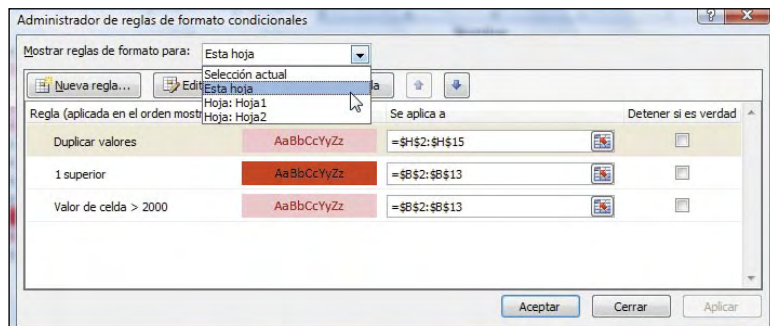 Administrador de reglas de formato condicionales
Mostrar reglas de formato para: Esta hoja
Selección actual
Esta hoja
Hoja: Hoja1
Hoja: Hoja2
Nueva regla...
Regla (aplicada en el orden Se aplica a Detener si es verdad
Duplicar valores AaBbCcYyZz =$H$2:$H$15
1 superior AaBbCcYyZz =$B$2:$B$13
Valor de celda > 2000 AaBbCcYyZz =$B$2:$B$13
Aceptar Cerrar Aplicar